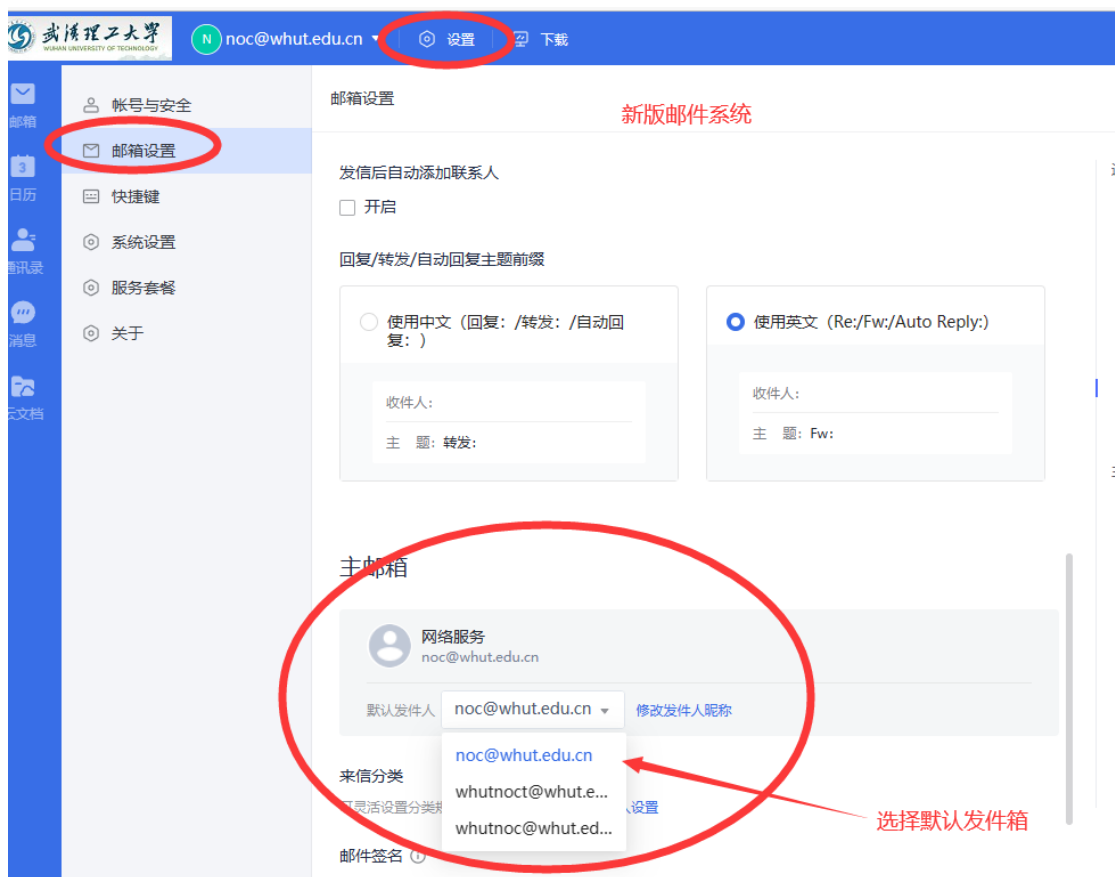 武汉理工大学
WUHAN UNIVERSITY OF TECHNOLOGY
N noc@whut.edu.cn
设置
下载
邮箱
3
日历
通讯录
消息
云文档
帐号与安全
邮箱设置
快捷键
系统设置
服务套餐
关于
邮箱设置
新版邮件系统
发信后自动添加联系人
开启
回复/转发/自动回复主题前缀
使用中文（回复：/转发：/自动回
复：）
收件人：
主 题：转发：
使用英文（Re:/Fw:/Auto Reply:）
收件人：
主 题：Fw:
主邮箱
网络服务
noc@whut.edu.cn
默认发件人 noc@whut.edu.cn 修改发件人昵称
noc@whut.edu.cn
whutnoct@whut.e...
whutnoc@whut.ed...
来信分类
可灵活设置分类
设置
选择默认发件箱
邮件签名